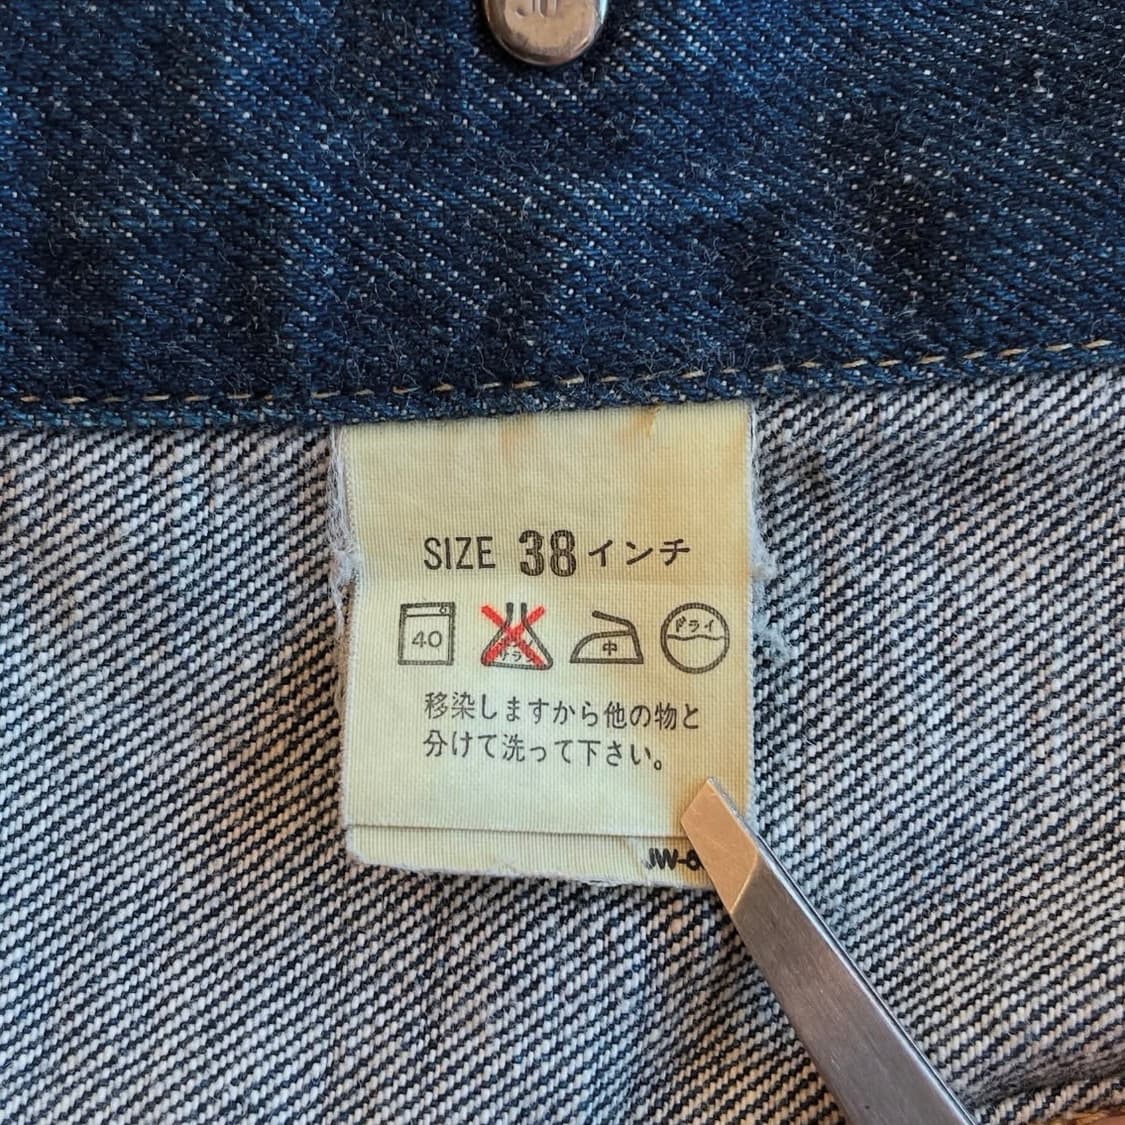 SIZE 38インチ
40 中 ドライ
移染しますから他の物と
分けて洗って下さい。